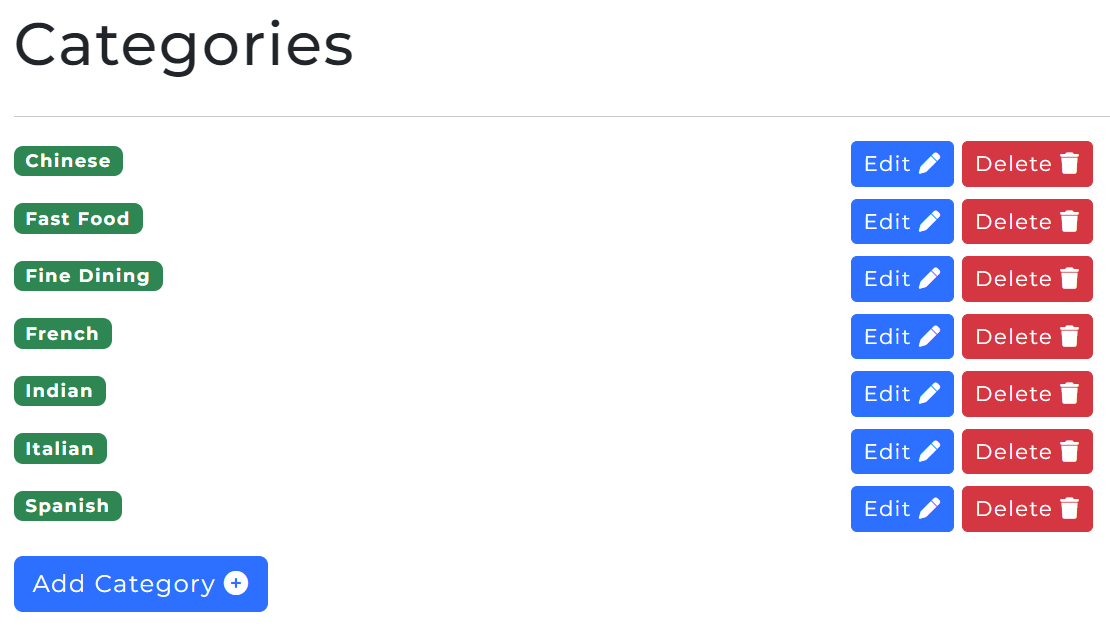 Categories
Chinese Edit Delete
Fast Food Edit Delete
Fine Dining Edit Delete
French Edit Delete
Indian Edit Delete
Italian Edit Delete
Spanish Edit Delete
Add Category